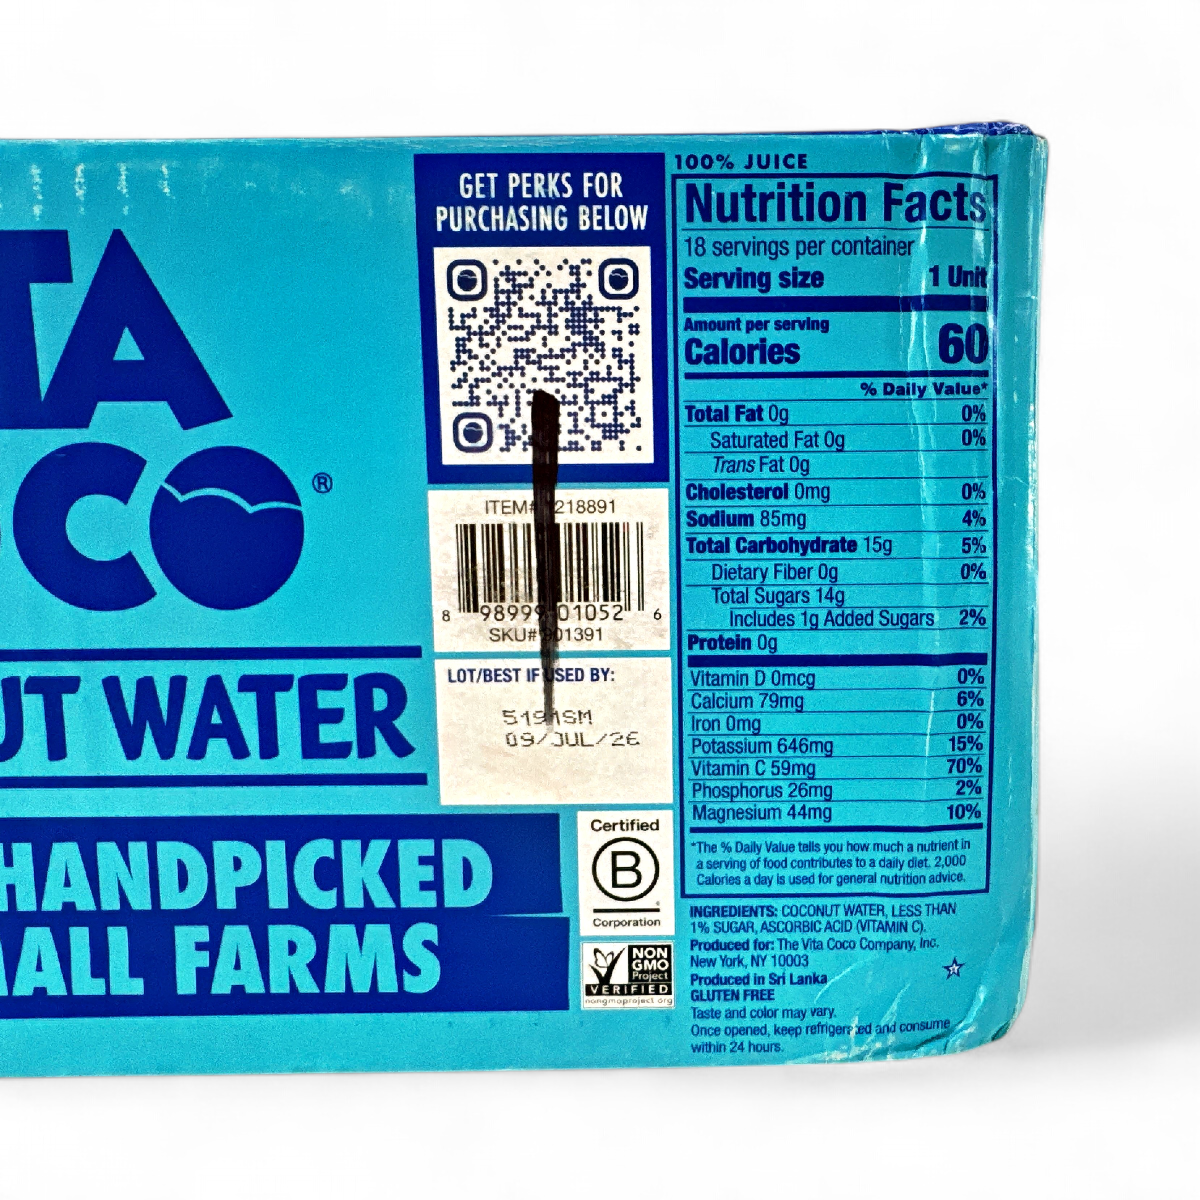 TA
CO®
UT WATER
HANDPICKED
ALL FARMS
GET PERKS FOR
PURCHASING BELOW
ITEM# 218891
8 98999 01052 6
SKU# 01391
LOT/BEST IF USED BY:
09/JUL/26
Certified
B
Corporation
NON
GMO
Project
VERIFIED
nongmoproject.org
100% JUICE
Nutrition Facts
18 servings per container
Serving size 1 Unit
Amount per serving
Calories 60
% Daily Value*
Total Fat 0g 0%
Saturated Fat 0g 0%
Trans Fat 0g
Cholesterol 0mg 0%
Sodium 85mg 4%
Total Carbohydrate 15g 5%
Dietary Fiber 0g 0%
Total Sugars 14g
Includes 1g Added Sugars 2%
Protein 0g
Vitamin D 0mcg 0%
Calcium 79mg 6%
Iron 0mg 0%
Potassium 646mg 15%
Vitamin C 59mg 70%
Phosphorus 26mg 2%
Magnesium 44mg 10%
*The % Daily Value tells you how much a nutrient in
a serving of food contributes to a daily diet. 2,000
Calories a day is used for general nutrition advice.
INGREDIENTS: COCONUT WATER, LESS THAN
1% SUGAR, ASCORBIC ACID (VITAMIN C).
Produced for: The Vita Coco Company, Inc.
New York, NY 10003
Produced in Sri Lanka
GLUTEN FREE
Taste and color may vary.
Once opened, keep refrigerated and consume
within 24 hours.